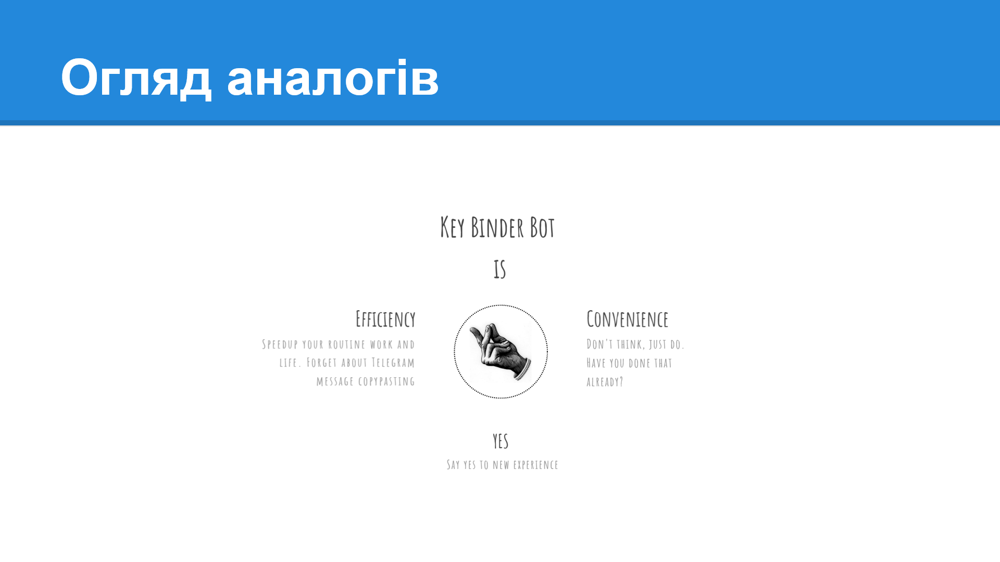 Огляд аналогів
Key Binder Bot
is
Efficiency
Speedup your routine work and
life. Forget about Telegram
message copypasting
Convenience
Don't think, just do.
Have you done that
already?
yes
Say yes to new experience